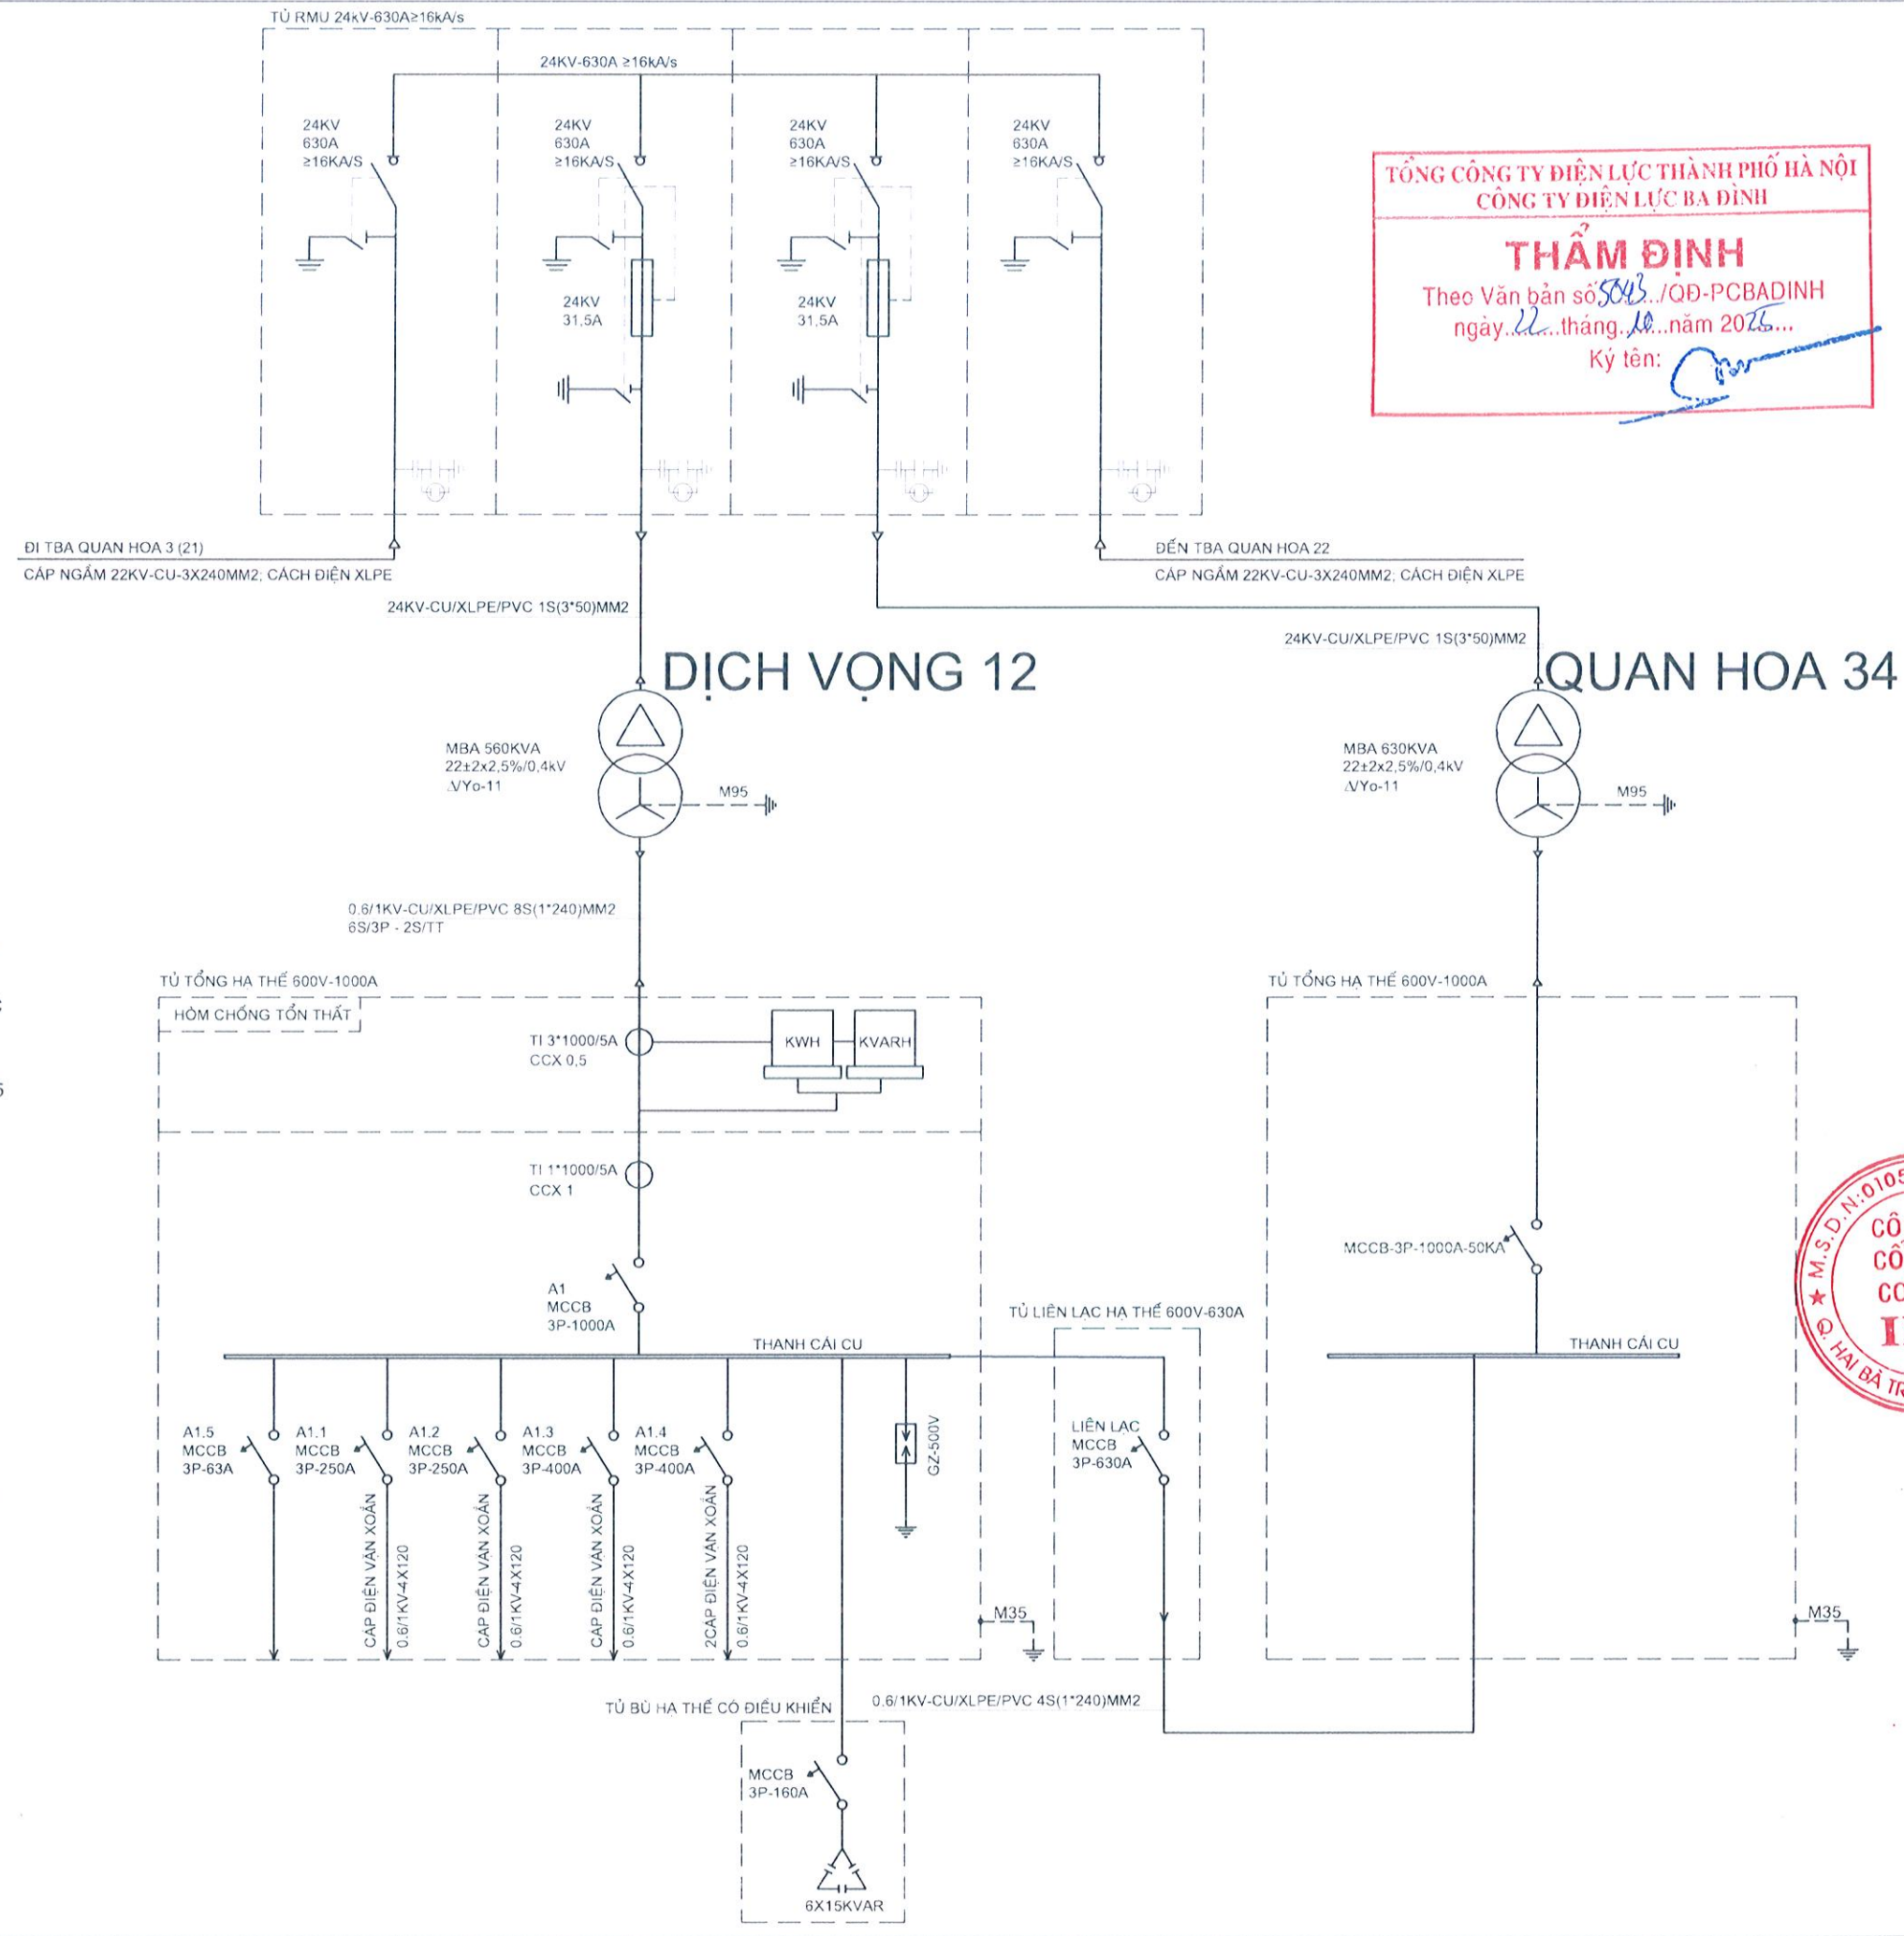 TỦ RMU 24kV-630A≥16kA/s
24KV-630A ≥16kA/s
24KV
630A
≥16KA/S
24KV
630A
≥16KA/S
24KV
630A
≥16KA/S
24KV
630A
≥16KA/S
24KV
31,5A
24KV
31,5A
TỔNG CÔNG TY ĐIỆN LỰC THÀNH PHỐ HÀ NỘI
CÔNG TY ĐIỆN LỰC BA ĐÌNH
THẨM ĐỊNH
Theo Văn bản số 5043.../QĐ-PCBADINH
ngày..22...tháng..10...năm 2025...
Ký tên:
ĐI TBA QUAN HOA 3 (21)
CÁP NGẦM 22KV-CU-3X240MM2; CÁCH ĐIỆN XLPE
ĐẾN TBA QUAN HOA 22
CÁP NGẦM 22KV-CU-3X240MM2; CÁCH ĐIỆN XLPE
24KV-CU/XLPE/PVC 1S(3*50)MM2
24KV-CU/XLPE/PVC 1S(3*50)MM2
DỊCH VỌNG 12
QUAN HOA 34
MBA 560KVA
22±2x2,5%/0,4kV
Δ/Yo-11
M95
MBA 630KVA
22±2x2,5%/0,4kV
Δ/Yo-11
M95
0.6/1KV-CU/XLPE/PVC 8S(1*240)MM2
6S/3P - 2S/TT
TỦ TỔNG HẠ THẾ 600V-1000A
HÒM CHỐNG TỔN THẤT
TI 3*1000/5A
CCX 0,5
KWH
KVARH
TI 1*1000/5A
CCX 1
A1
MCCB
3P-1000A
THANH CÁI CU
TỦ TỔNG HẠ THẾ 600V-1000A
MCCB-3P-1000A-50KA
THANH CÁI CU
TỦ LIÊN LẠC HẠ THẾ 600V-630A
LIÊN LẠC
MCCB
3P-630A
A1.5
MCCB
3P-63A
A1.1
MCCB
3P-250A
A1.2
MCCB
3P-250A
A1.3
MCCB
3P-400A
A1.4
MCCB
3P-400A
GZ-500V
CÁP ĐIỆN VẶN XOẮN
0.6/1KV-4X120
CÁP ĐIỆN VẶN XOẮN
0.6/1KV-4X120
CÁP ĐIỆN VẶN XOẮN
0.6/1KV-4X120
2CÁP ĐIỆN VẶN XOẮN
0.6/1KV-4X120
M35
M35
TỦ BÙ HẠ THẾ CÓ ĐIỀU KHIỂN
0.6/1KV-CU/XLPE/PVC 4S(1*240)MM2
MCCB
3P-160A
6X15KVAR
★ M.S.D.N:0105
CÔ
CỔ
Q. HAI BÀ TR